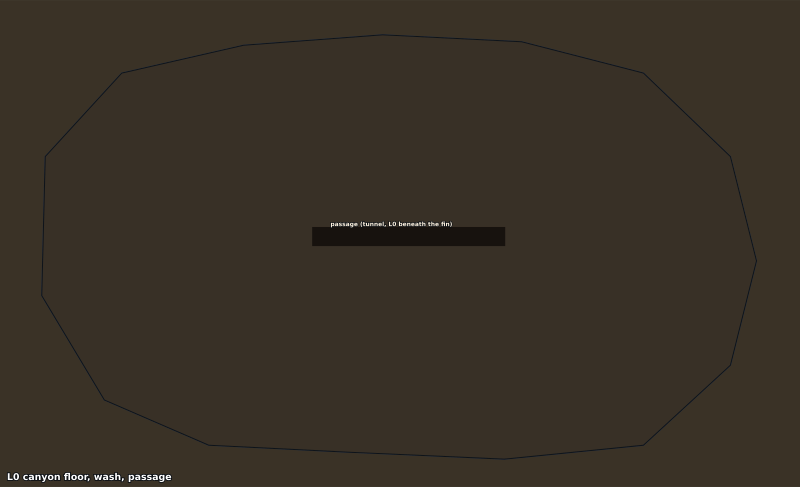 passage (tunnel, L0 beneath the fin)
L0 canyon floor, wash, passage